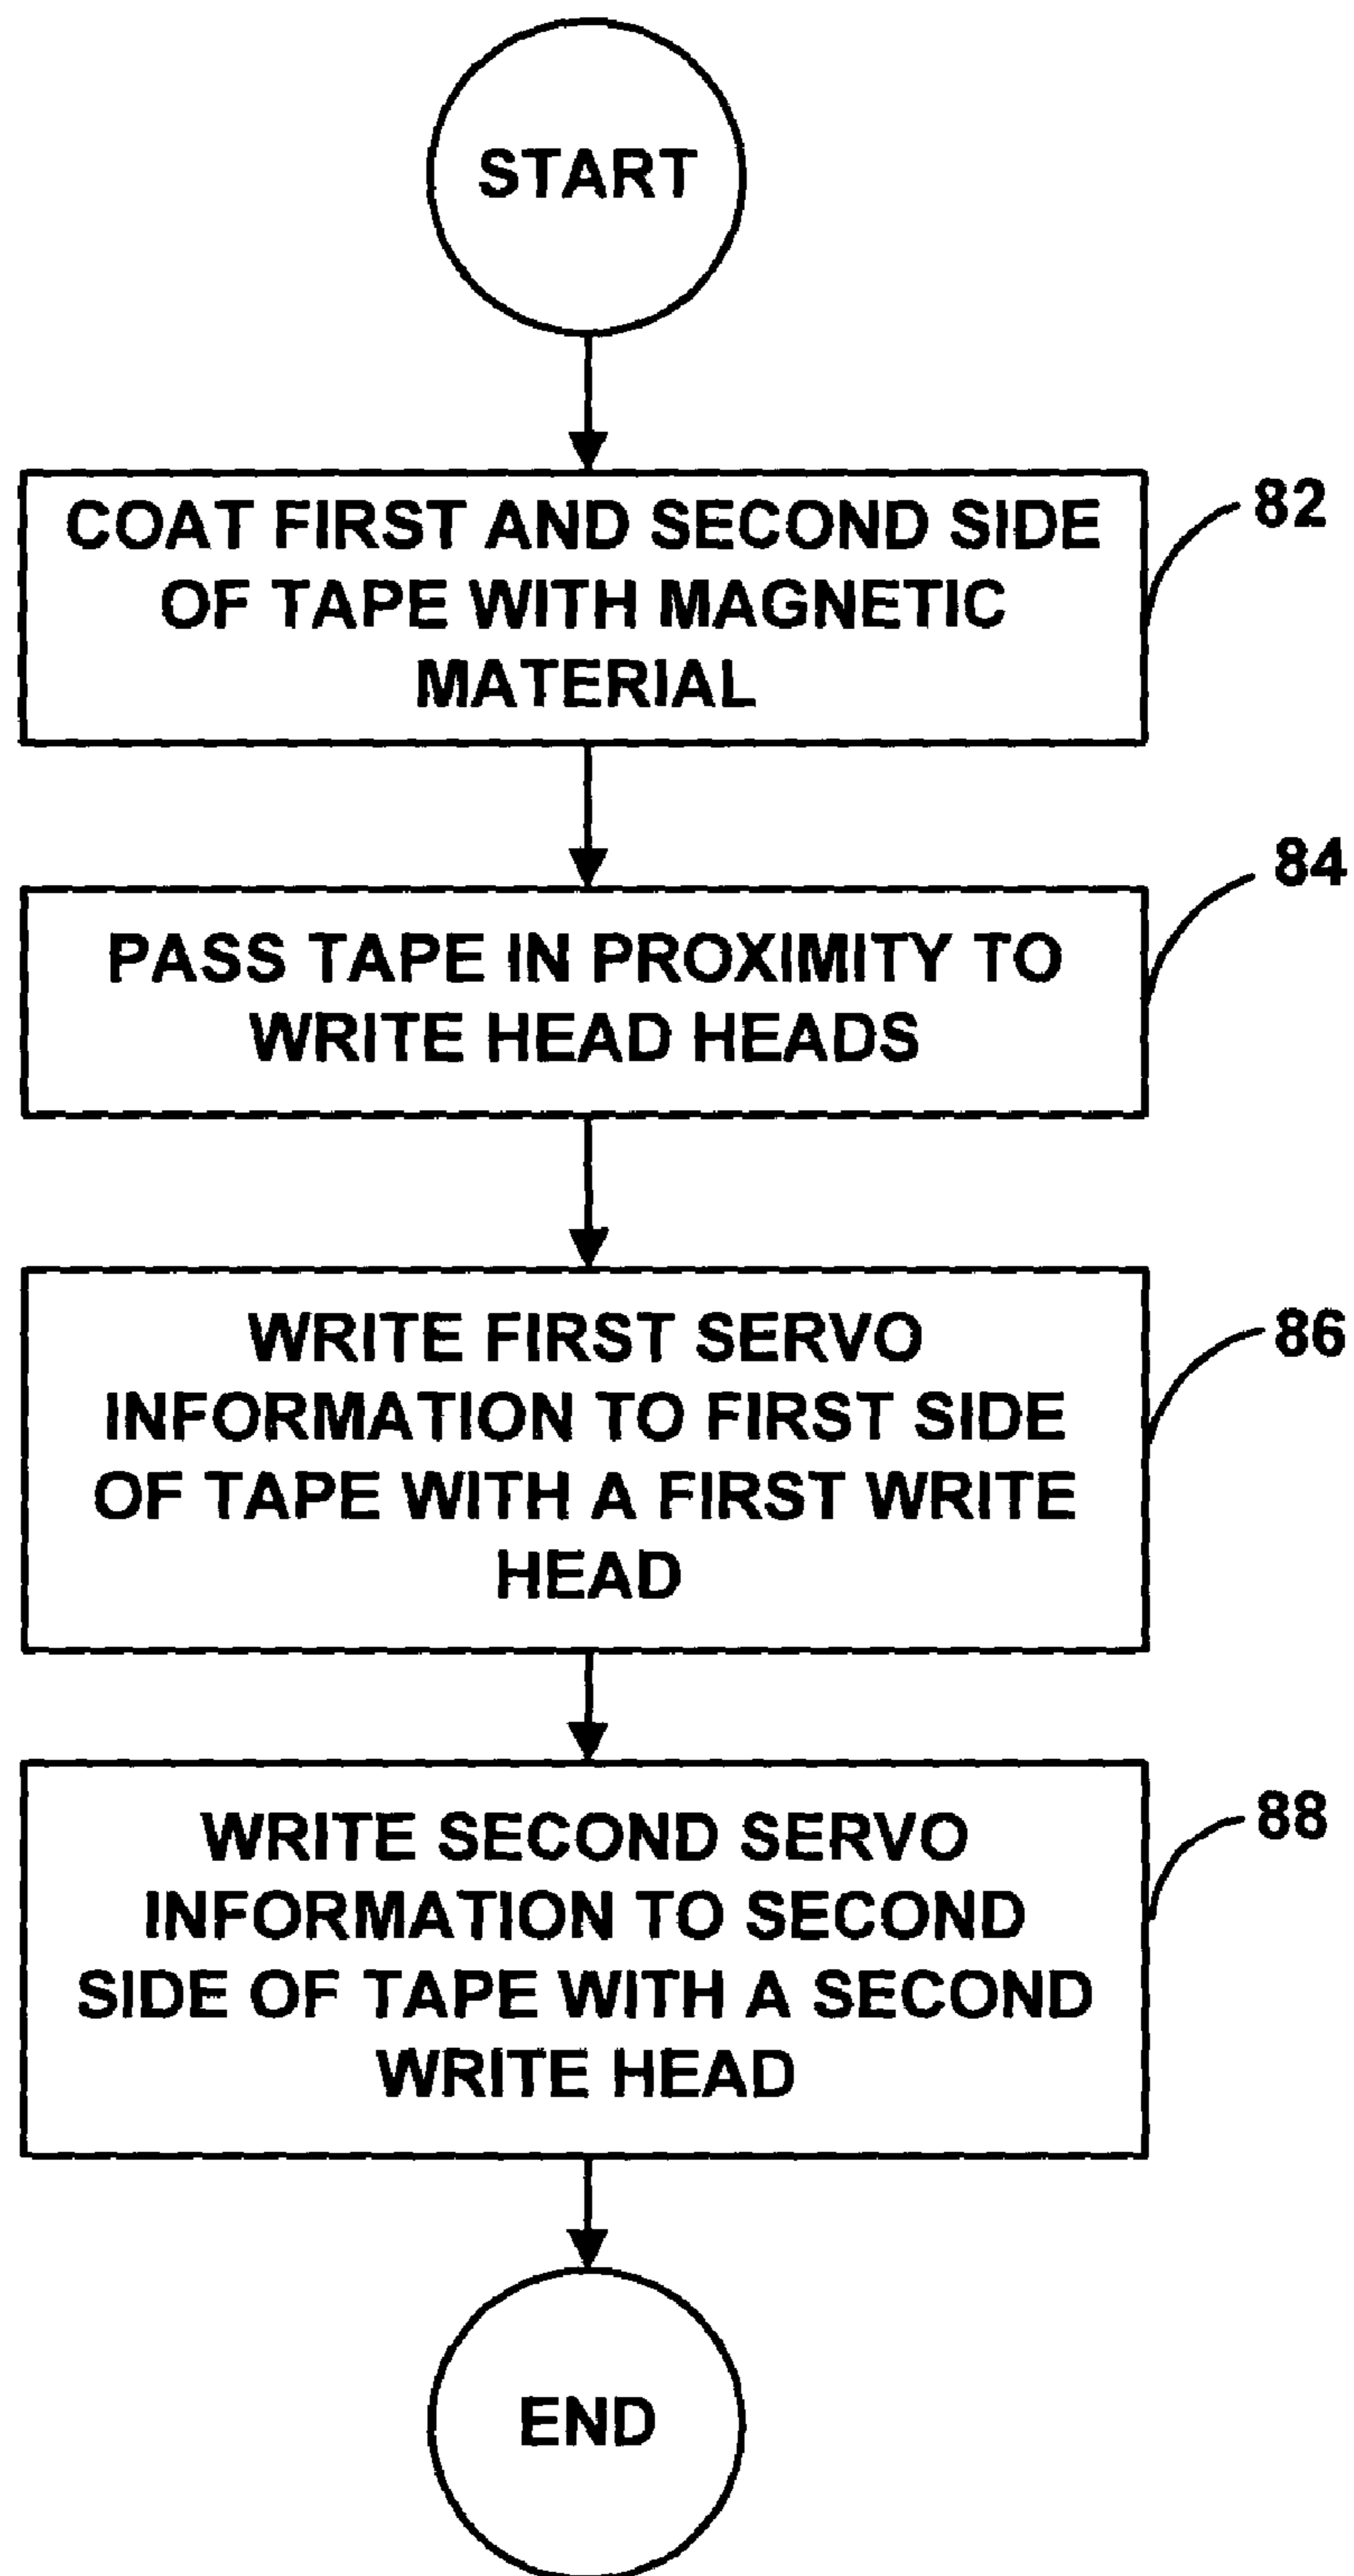 START
COAT FIRST AND SECOND SIDE
OF TAPE WITH MAGNETIC
MATERIAL
82
PASS TAPE IN PROXIMITY TO
WRITE HEAD HEADS
84
WRITE FIRST SERVO
INFORMATION TO FIRST SIDE
OF TAPE WITH A FIRST WRITE
HEAD
86
WRITE SECOND SERVO
INFORMATION TO SECOND
SIDE OF TAPE WITH A SECOND
WRITE HEAD
88
END